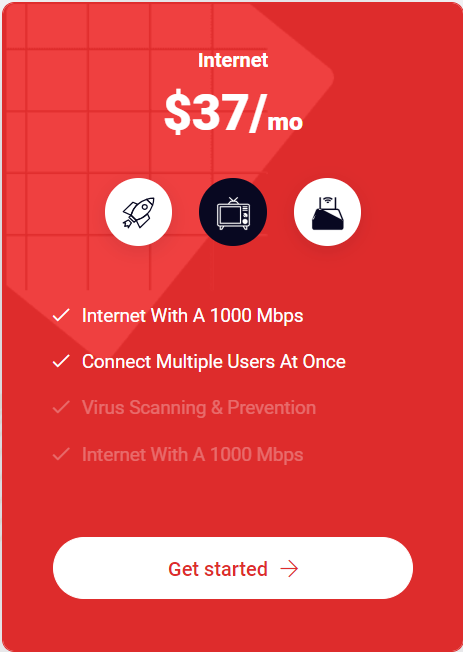 Internet
$37/mo
Internet With A 1000 Mbps
Connect Multiple Users At Once
Virus Scanning & Prevention
Internet With A 1000 Mbps
Get started